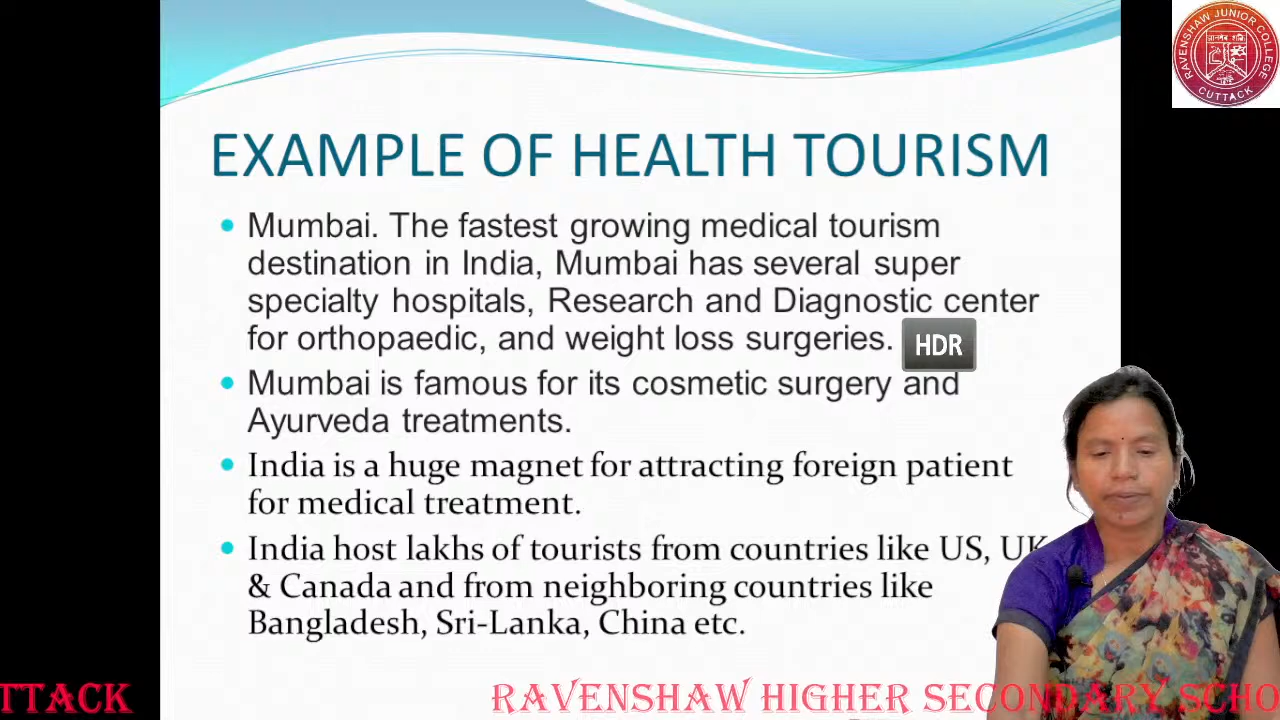 RAVENSHAW JUNIOR COLLEGE
CUTTACK
EXAMPLE OF HEALTH TOURISM
Mumbai. The fastest growing medical tourism
destination in India, Mumbai has several super
specialty hospitals, Research and Diagnostic center
for orthopaedic, and weight loss surgeries.
HDR
Mumbai is famous for its cosmetic surgery and
Ayurveda treatments.
India is a huge magnet for attracting foreign patient
for medical treatment.
India host lakhs of tourists from countries like US, UK
& Canada and from neighboring countries like
Bangladesh, Sri-Lanka, China etc.
TTACK RAVENSHAW HIGHER SECONDARY SCHO